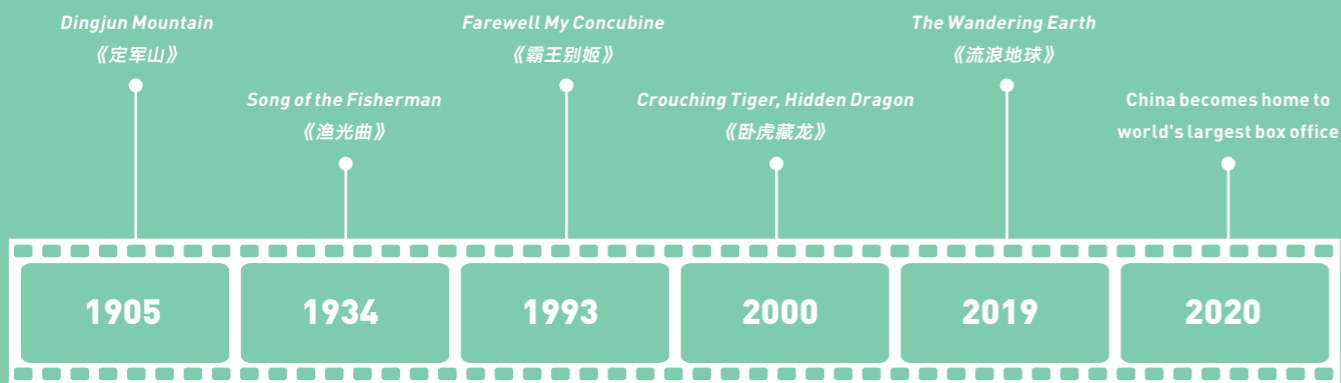 Dingjun Mountain
《定军山》
Song of the Fisherman
《渔光曲》
Farewell My Concubine
《霸王别姬》
Crouching Tiger, Hidden Dragon
《卧虎藏龙》
The Wandering Earth
《流浪地球》
China becomes home to
world's largest box office
1905
1934
1993
2000
2019
2020